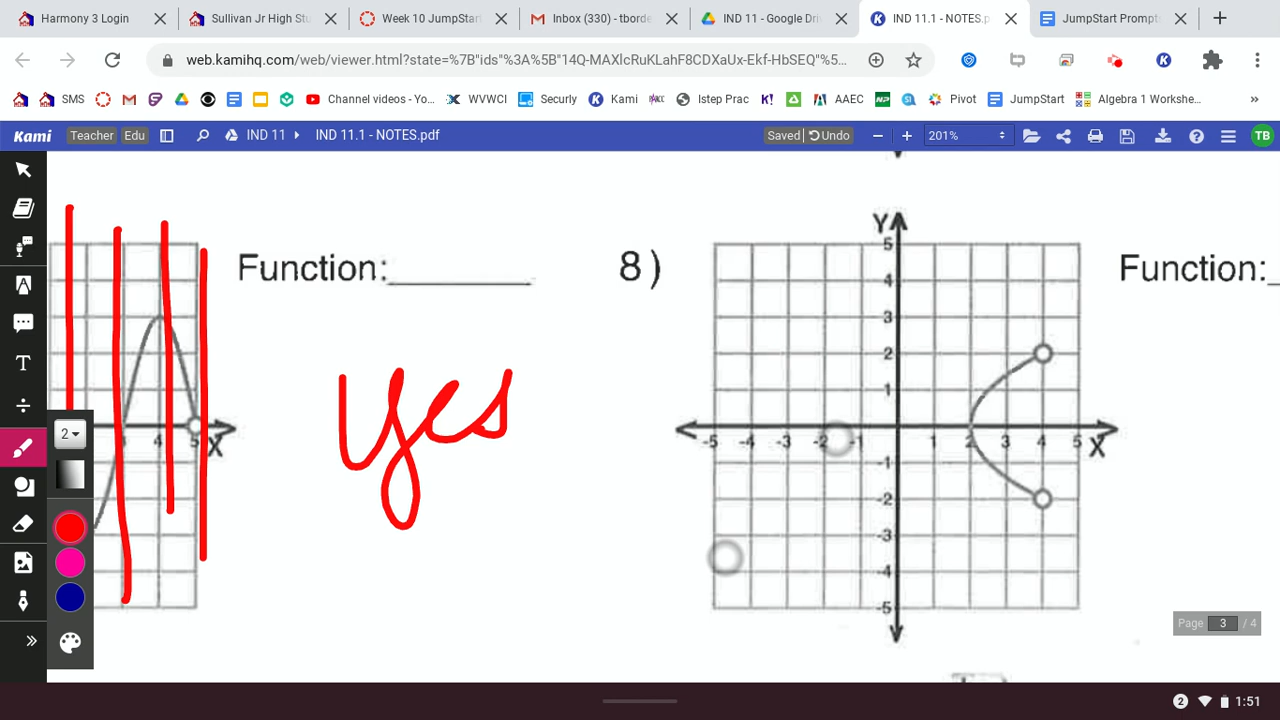 Harmony 3 Login
Sullivan Jr High Stu
Week 10 JumpStart
Inbox (330) - tborde
IND 11 - Google Dri
IND 11.1 - NOTES.p
JumpStart Prompt
web.kamihq.com/web/viewer.html?state=%7B"ids"%3A%5B"14Q-MAXlcRuKLahF8CDXaUx-Ekf-HbSEQ"%5...
SMS
Channel videos - Yo...
WVWCI
Securly
Kami
Istep Prac
K!
AAEC
NP
Pivot
JumpStart
Algebra 1 Workshe...
»
Kami
Teacher
Edu
IND 11
IND 11.1 - NOTES.pdf
Saved
Undo
201%
TB
Function:__________
yes
4 5 X
8)
Y
5
4
3
2
1
-5 -4 -3 -2 -1 1 2 3 4 5 X
-1
-2
-3
-4
-5
Function:_
2
Page 3 / 4
2
1:51